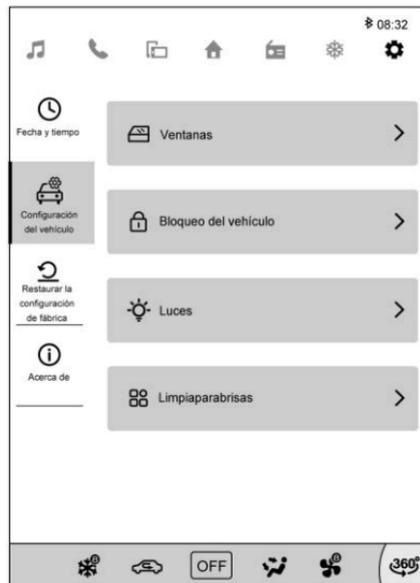 08:32
Fecha y tiempo
Configuración
del vehículo
Restaurar la
configuración
de fábrica
Acerca de
Ventanas
Bloqueo del vehículo
Luces
Limpiaparabrisas
OFF
360°